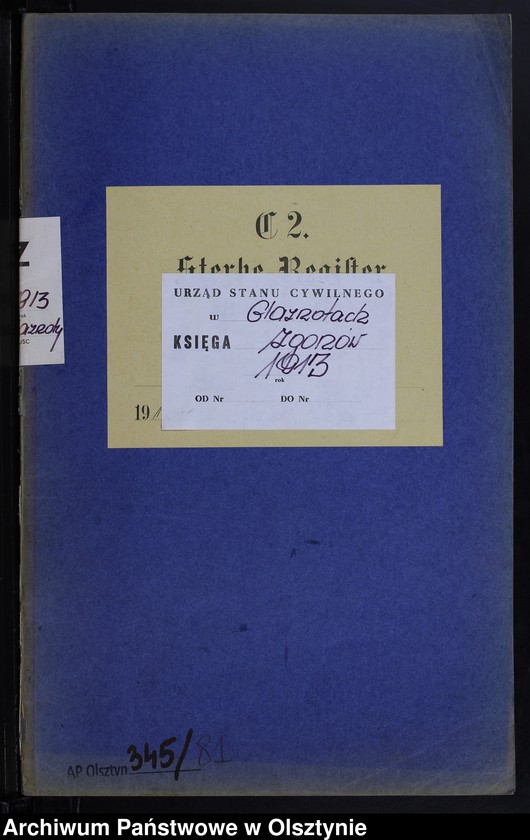 C 2.
Sterbe-Register
URZĄD STANU CYWILNEGO
w Glaznotach
KSIĘGA zgonów
1913
rok
OD Nr DO Nr
19
Z
913
AP Olsztyn 345/81
Archiwum Państwowe w Olsztynie